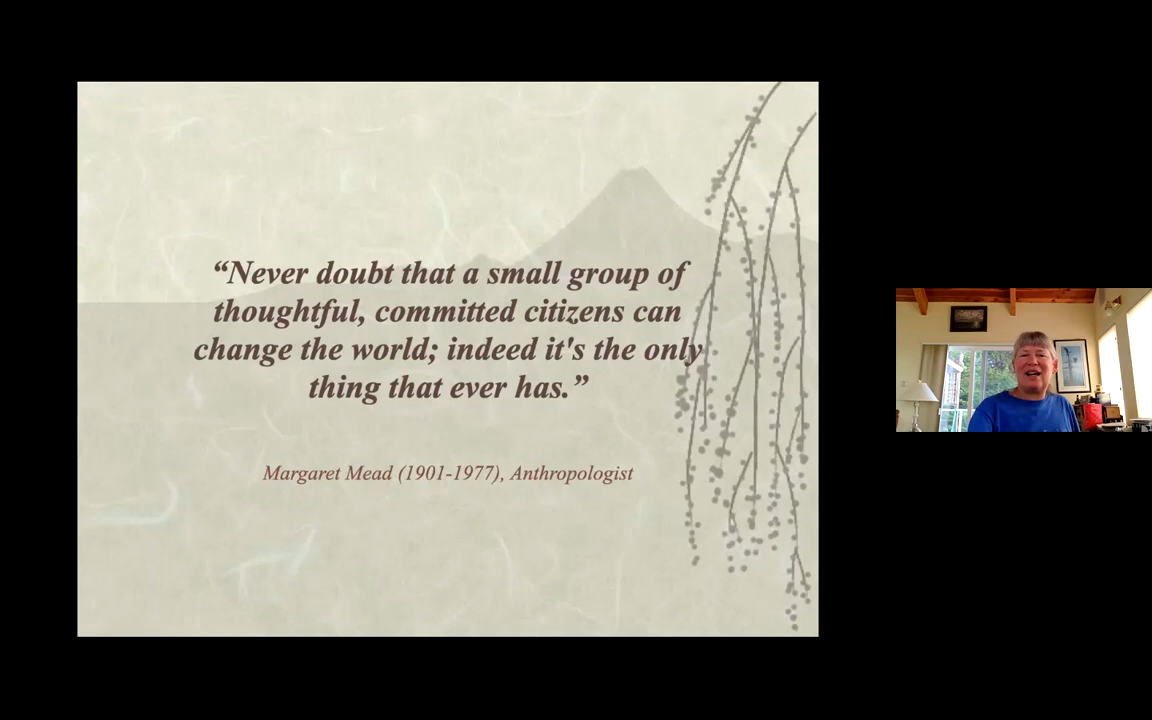 “Never doubt that a small group of
thoughtful, committed citizens can
change the world; indeed it's the only
thing that ever has.”
Margaret Mead (1901-1977), Anthropologist